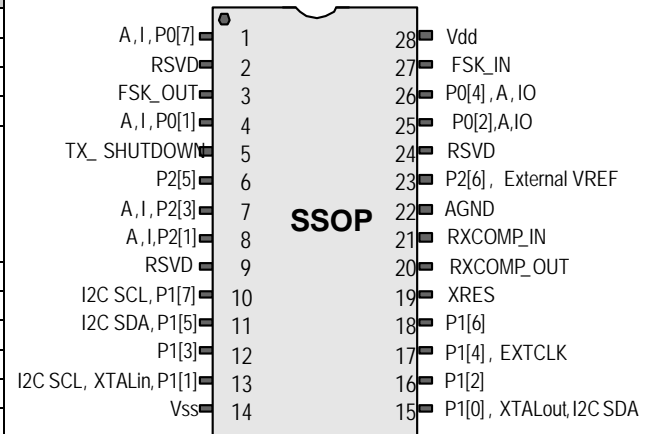 A, I, P0[7] 1 28 Vdd
RSVD 2 27 FSK_IN
FSK_OUT 3 26 P0[4], A, IO
A, I, P0[1] 4 25 P0[2],A,IO
TX_ SHUTDOWN 5 24 RSVD
P2[5] 6 23 P2[6], External VREF
A, I, P2[3] 7 22 AGND
SSOP
A, I,P2[1] 8 21 RXCOMP_IN
RSVD 9 20 RXCOMP_OUT
I2C SCL, P1[7] 10 19 XRES
I2C SDA, P1[5] 11 18 P1[6]
P1[3] 12 17 P1[4], EXTCLK
I2C SCL, XTALin, P1[1] 13 16 P1[2]
Vss 14 15 P1[0], XTALout, I2C SDA